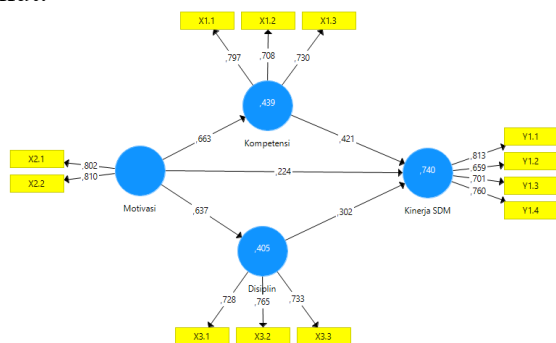 X1.1 X1.2 X1.3
,797 ,708 ,730
,439
Kompetensi
,663 ,421
X2.1
X2.2
,802
,810
Motivasi
,224
,740
Kinerja SDM
,813
,659
,701
,760
Y1.1
Y1.2
Y1.3
Y1.4
,637 ,302
,405
Disiplin
,728 ,765 ,733
X3.1 X3.2 X3.3